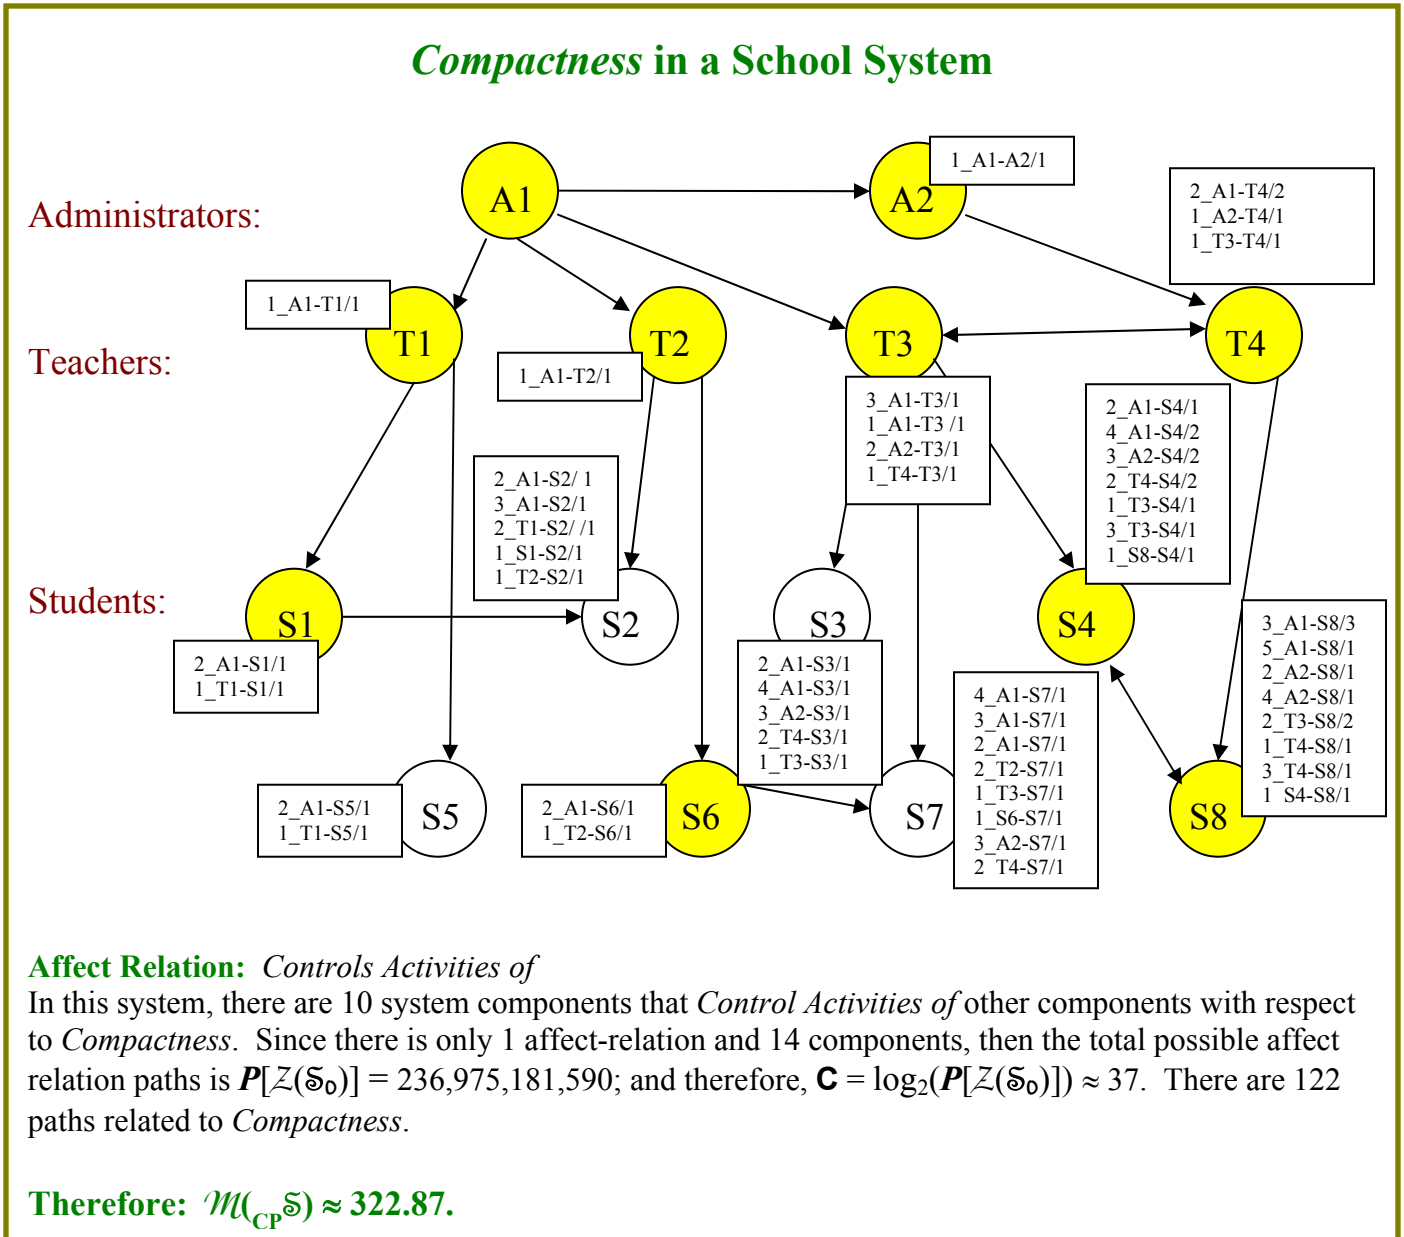 Compactness in a School System
A1
A2
1_A1-A2/1
2_A1-T4/2
1_A2-T4/1
1_T3-T4/1
Administrators:
1_A1-T1/1
T1
T2
T3
T4
Teachers:
1_A1-T2/1
3_A1-T3/1
1_A1-T3 /1
2_A2-T3/1
1_T4-T3/1
2_A1-S4/1
4_A1-S4/2
3_A2-S4/2
2_T4-S4/2
1_T3-S4/1
3_T3-S4/1
1_S8-S4/1
2_A1-S2/ 1
3_A1-S2/1
2_T1-S2/ /1
1_S1-S2/1
1_T2-S2/1
Students:
S1
S2
S3
S4
2_A1-S1/1
1_T1-S1/1
2_A1-S3/1
4_A1-S3/1
3_A2-S3/1
2_T4-S3/1
1_T3-S3/1
4_A1-S7/1
3_A1-S7/1
2_A1-S7/1
2_T2-S7/1
1_T3-S7/1
1_S6-S7/1
3_A2-S7/1
2_T4-S7/1
3_A1-S8/3
5_A1-S8/1
2_A2-S8/1
4_A2-S8/1
2_T3-S8/2
1_T4-S8/1
3_T4-S8/1
1_S4-S8/1
2_A1-S5/1
1_T1-S5/1
S5
2_A1-S6/1
1_T2-S6/1
S6
S7
S8
Affect Relation: Controls Activities of
In this system, there are 10 system components that Control Activities of other components with respect
to Compactness. Since there is only 1 affect-relation and 14 components, then the total possible affect
relation paths is P[𝒵(𝕊₀)] = 236,975,181,590; and therefore, C = log₂(P[𝒵(𝕊₀)]) ≈ 37. There are 122
paths related to Compactness.
Therefore: ℳ(CP𝕊) ≈ 322.87.